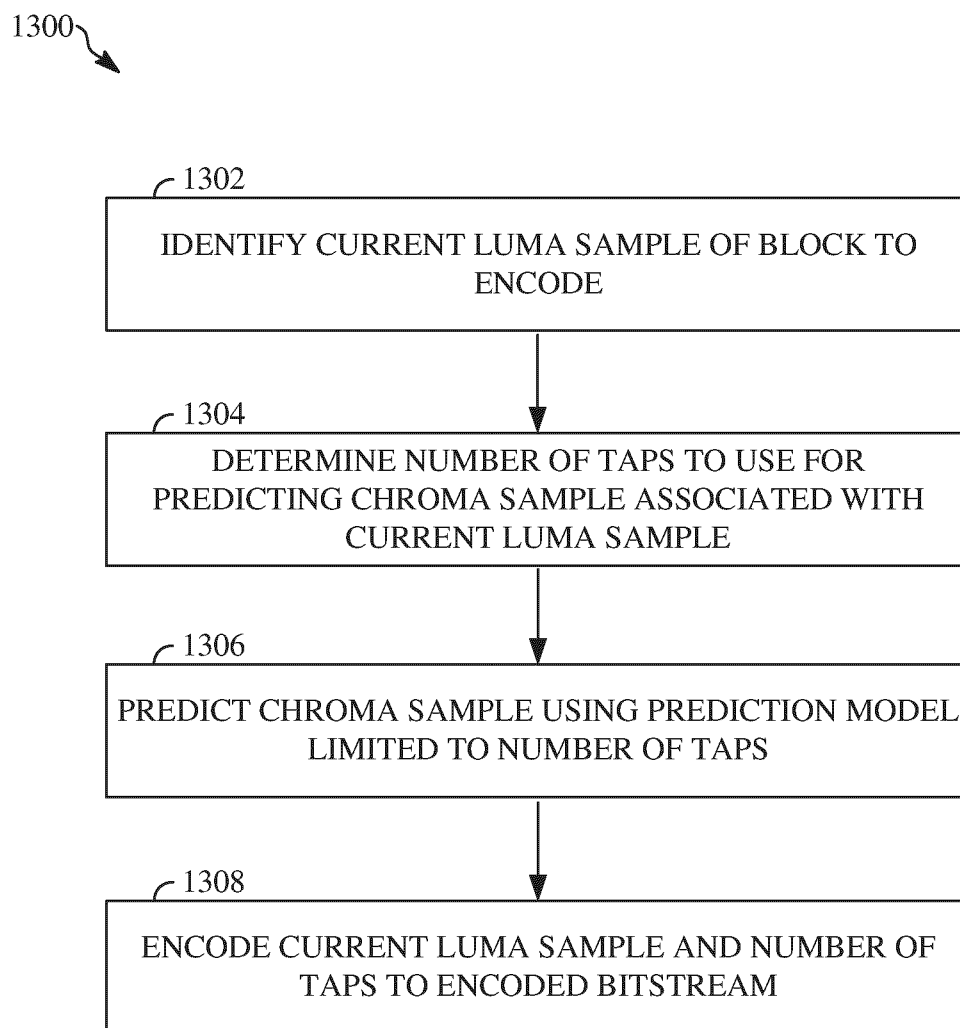 1300
1302
IDENTIFY CURRENT LUMA SAMPLE OF BLOCK TO
ENCODE
1304
DETERMINE NUMBER OF TAPS TO USE FOR
PREDICTING CHROMA SAMPLE ASSOCIATED WITH
CURRENT LUMA SAMPLE
1306
PREDICT CHROMA SAMPLE USING PREDICTION MODEL
LIMITED TO NUMBER OF TAPS
1308
ENCODE CURRENT LUMA SAMPLE AND NUMBER OF
TAPS TO ENCODED BITSTREAM